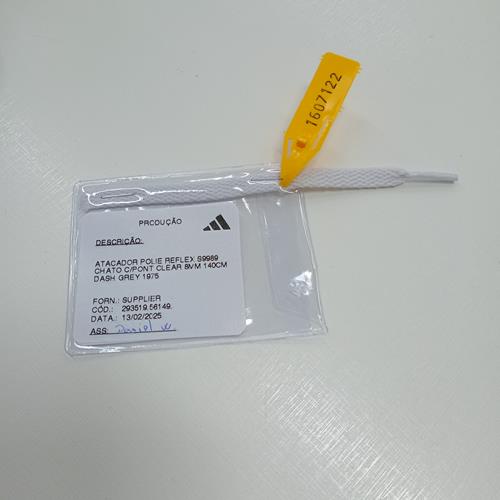 1607122
PRODUÇÃO
DESCRIÇÃO:
ATACADOR POLIE REFLEX S9989
CHATO C/PONT CLEAR 8MM 140CM
DASH GREY 1975
FORN.: SUPPLIER
CÓD.: 293519.56149.
DATA.: 13/02/2025
ASS: Daniel W.